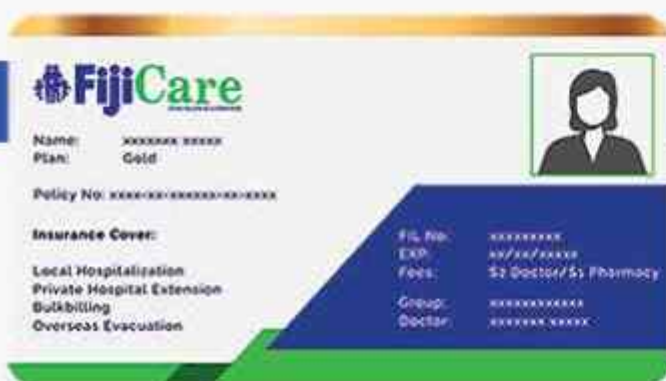 FijiCare
Name: xxxxxxx xxxxx
Plan: Gold
Policy No: xxxx-xx-xxxxxx-xx-xxxx
Insurance Cover:
Local Hospitalization
Private Hospital Extension
Bulkbilling
Overseas Evacuation
FIL No: xxxxxxxxx
EXP: xx/xx/xxxxx
Fees: $2 Doctor/$1 Pharmacy
Group: xxxxxxxxxxxx
Doctor: xxxxxxx xxxxx